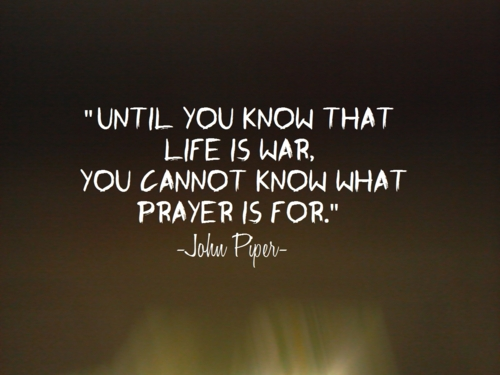 "UNTIL YOU KNOW THAT
LIFE IS WAR,
YOU CANNOT KNOW WHAT
PRAYER IS FOR."
-John Piper-